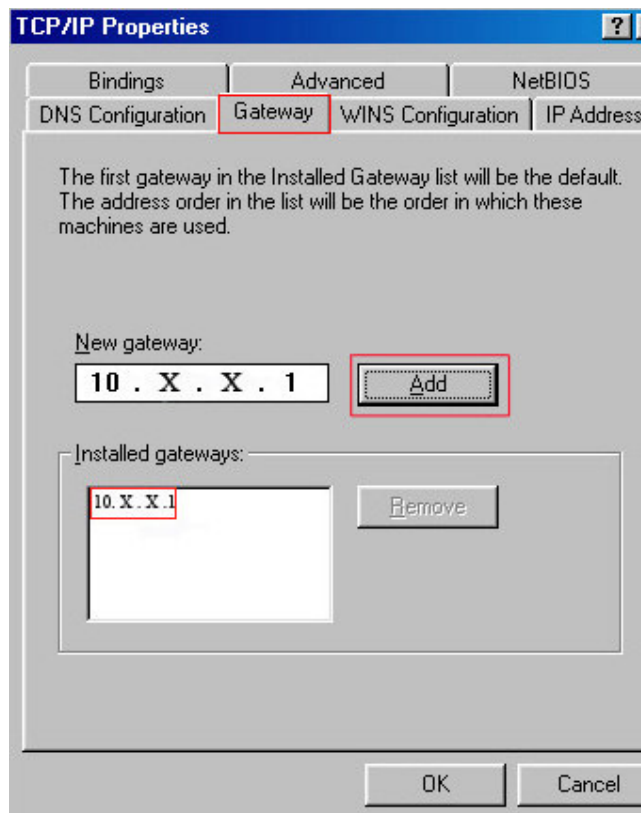 TCP/IP Properties
?
Bindings Advanced NetBIOS
DNS Configuration Gateway WINS Configuration IP Address
The first gateway in the Installed Gateway list will be the default.
The address order in the list will be the order in which these
machines are used.
New gateway:
10 . X . X . 1 Add
Installed gateways:
10. X . X .1 Remove
OK Cancel